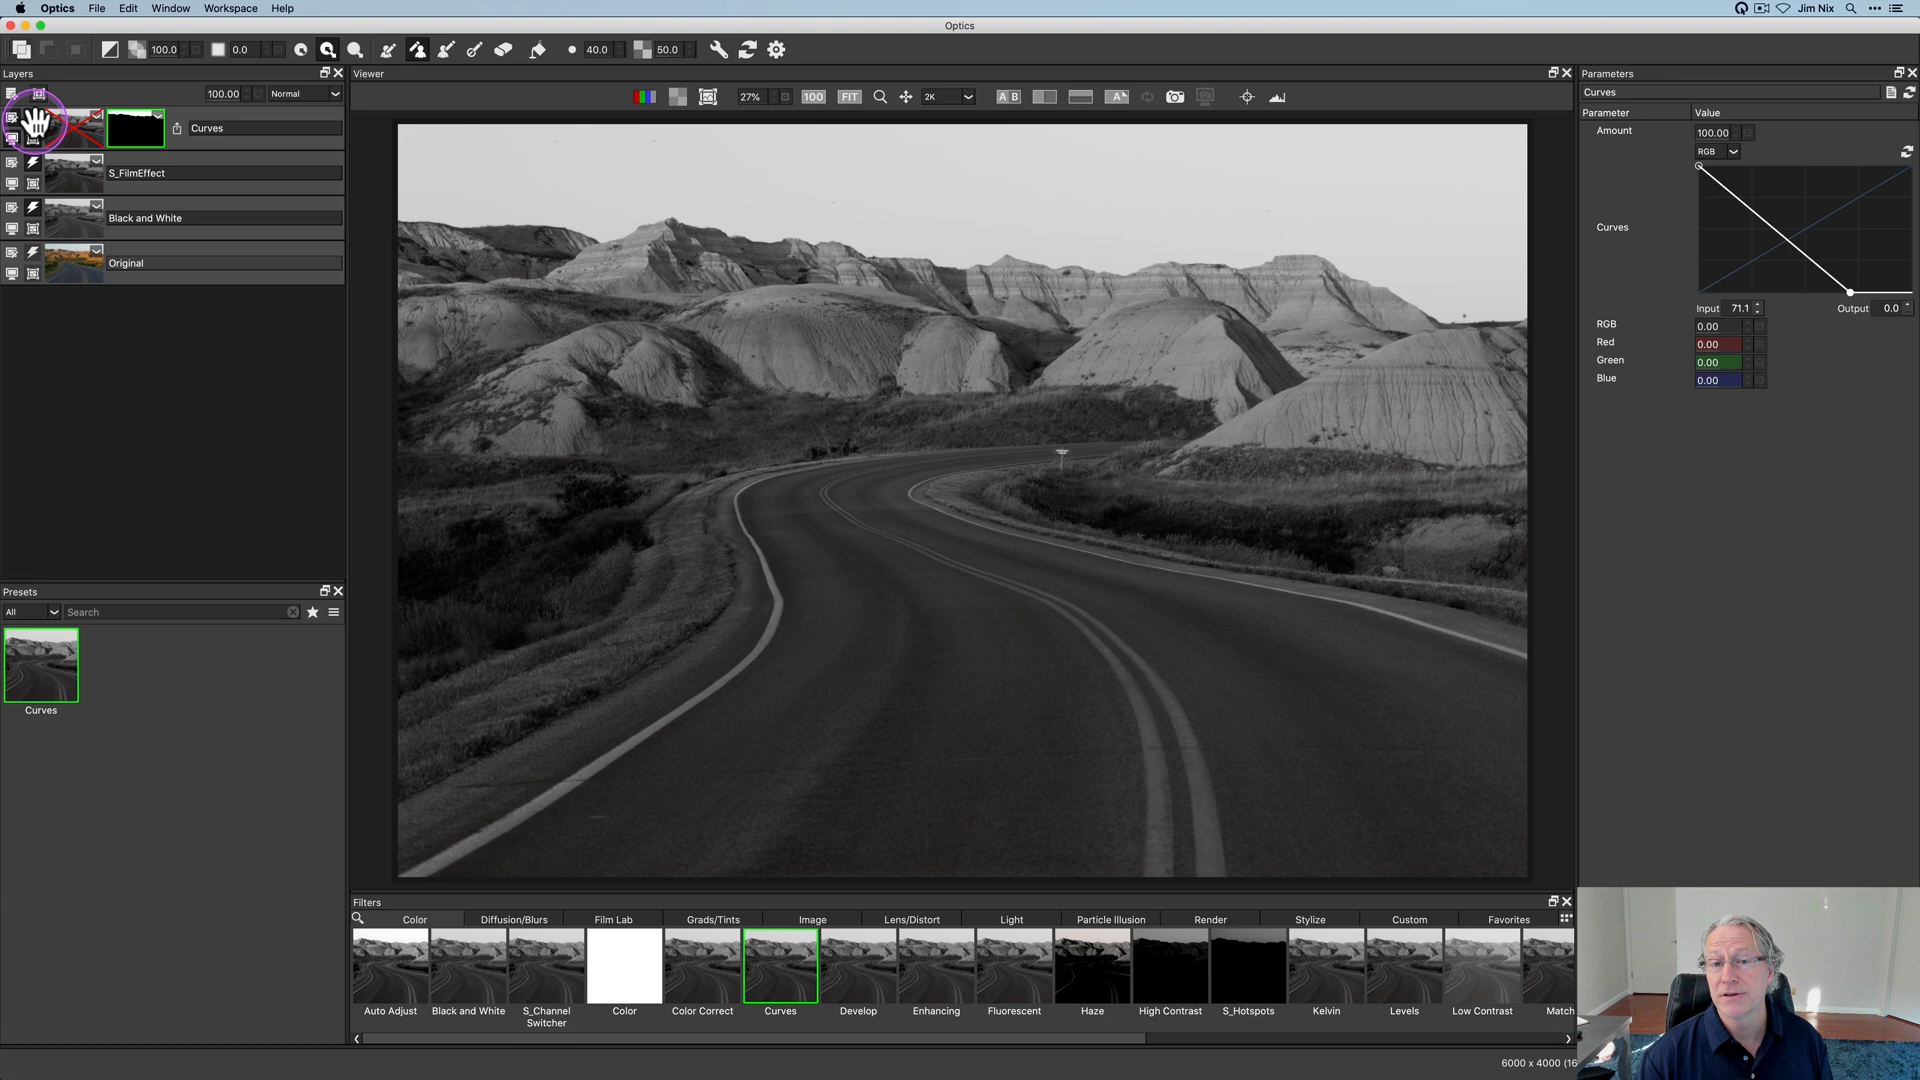 Optics File Edit Window Workspace Help Jim Nix
Optics
100.0 0.0 40.0 50.0
Layers
100.00 Normal
Curves
S_FilmEffect
Black and White
Original
Presets
All Search
Curves
Viewer
27% 100 FIT 2K A B A
Filters
Color Diffusion/Blurs Film Lab Grads/Tints Image Lens/Distort Light Particle Illusion Render Stylize Custom Favorites
Auto Adjust Black and White S_Channel Switcher Color Color Correct Curves Develop Enhancing Fluorescent Haze High Contrast S_Hotspots Kelvin Levels Low Contrast Match
6000 x 4000 (16
Parameters
Curves
Parameter Value
Amount 100.00
RGB
Curves
Input 71.1 Output 0.0
RGB 0.00
Red 0.00
Green 0.00
Blue 0.00